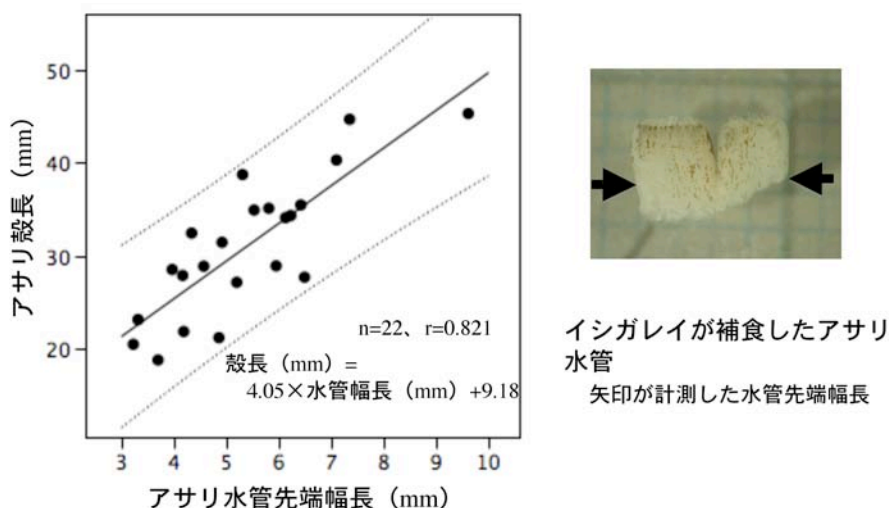 アサリ殻長（mm）
50
40
30
20
n=22、r=0.821
殻長（mm）=
4.05×水管幅長（mm）+9.18
3 4 5 6 7 8 9 10
アサリ水管先端幅長（mm）
イシガレイが補食したアサリ
水管
矢印が計測した水管先端幅長